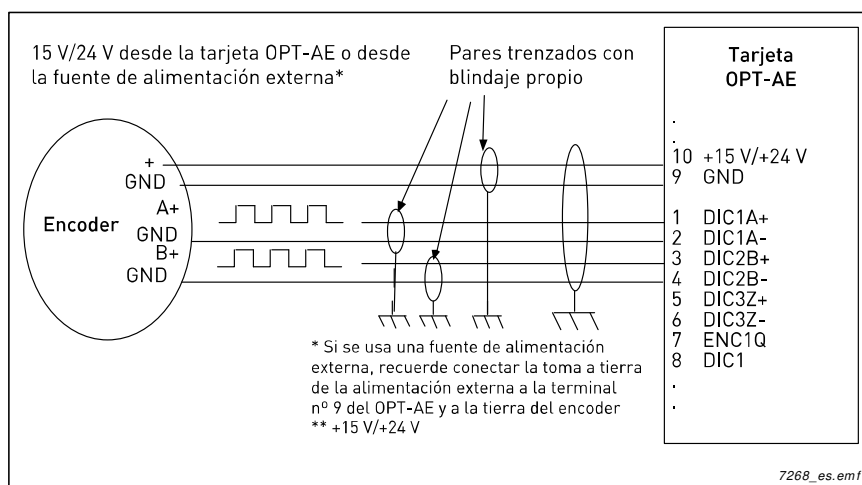 15 V/24 V desde la tarjeta OPT-AE o desde
la fuente de alimentación externa*
Pares trenzados con
blindaje propio
Tarjeta
OPT-AE
.
.
10 +15 V/+24 V
9 GND
1 DIC1A+
2 DIC1A-
3 DIC2B+
4 DIC2B-
5 DIC3Z+
6 DIC3Z-
7 ENC1Q
8 DIC1
.
.
Encoder
+
GND
A+
GND
B+
GND
* Si se usa una fuente de alimentación
externa, recuerde conectar la toma a tierra
de la alimentación externa a la terminal
nº 9 del OPT-AE y a la tierra del encoder
** +15 V/+24 V
7268_es.emf